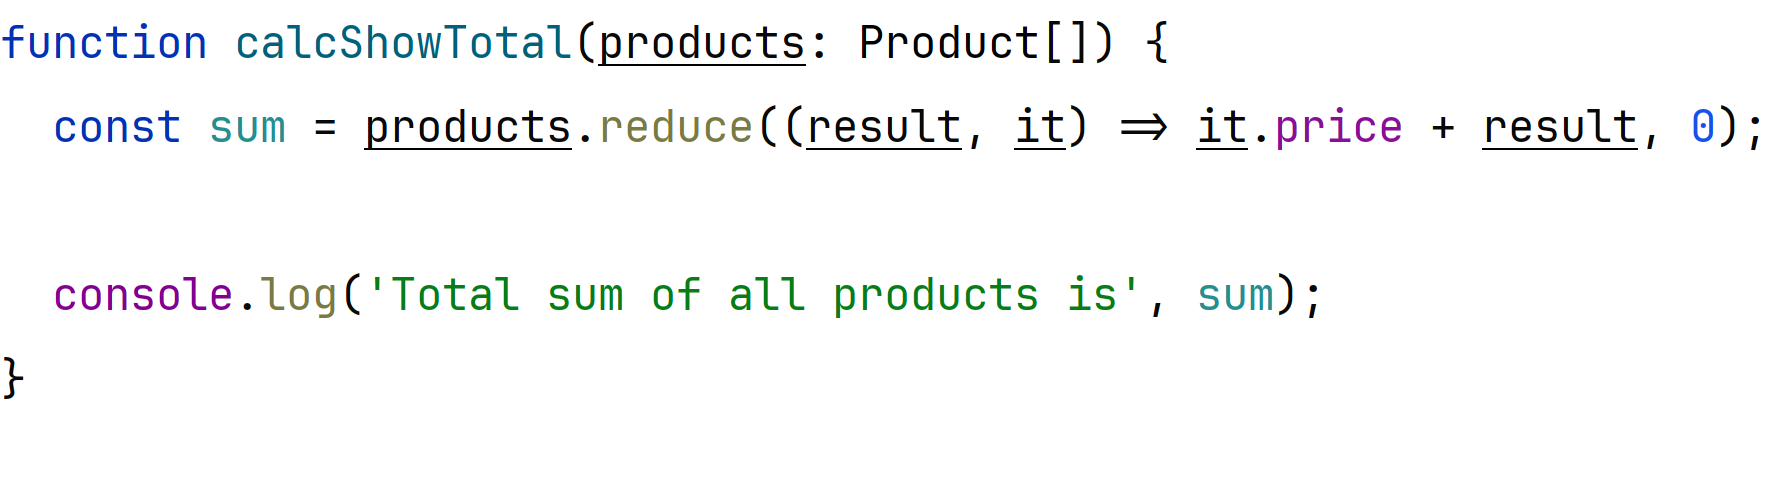 function calcShowTotal(products: Product[]) {
const sum = products.reduce((result, it) => it.price + result, 0);
console.log('Total sum of all products is', sum);
}